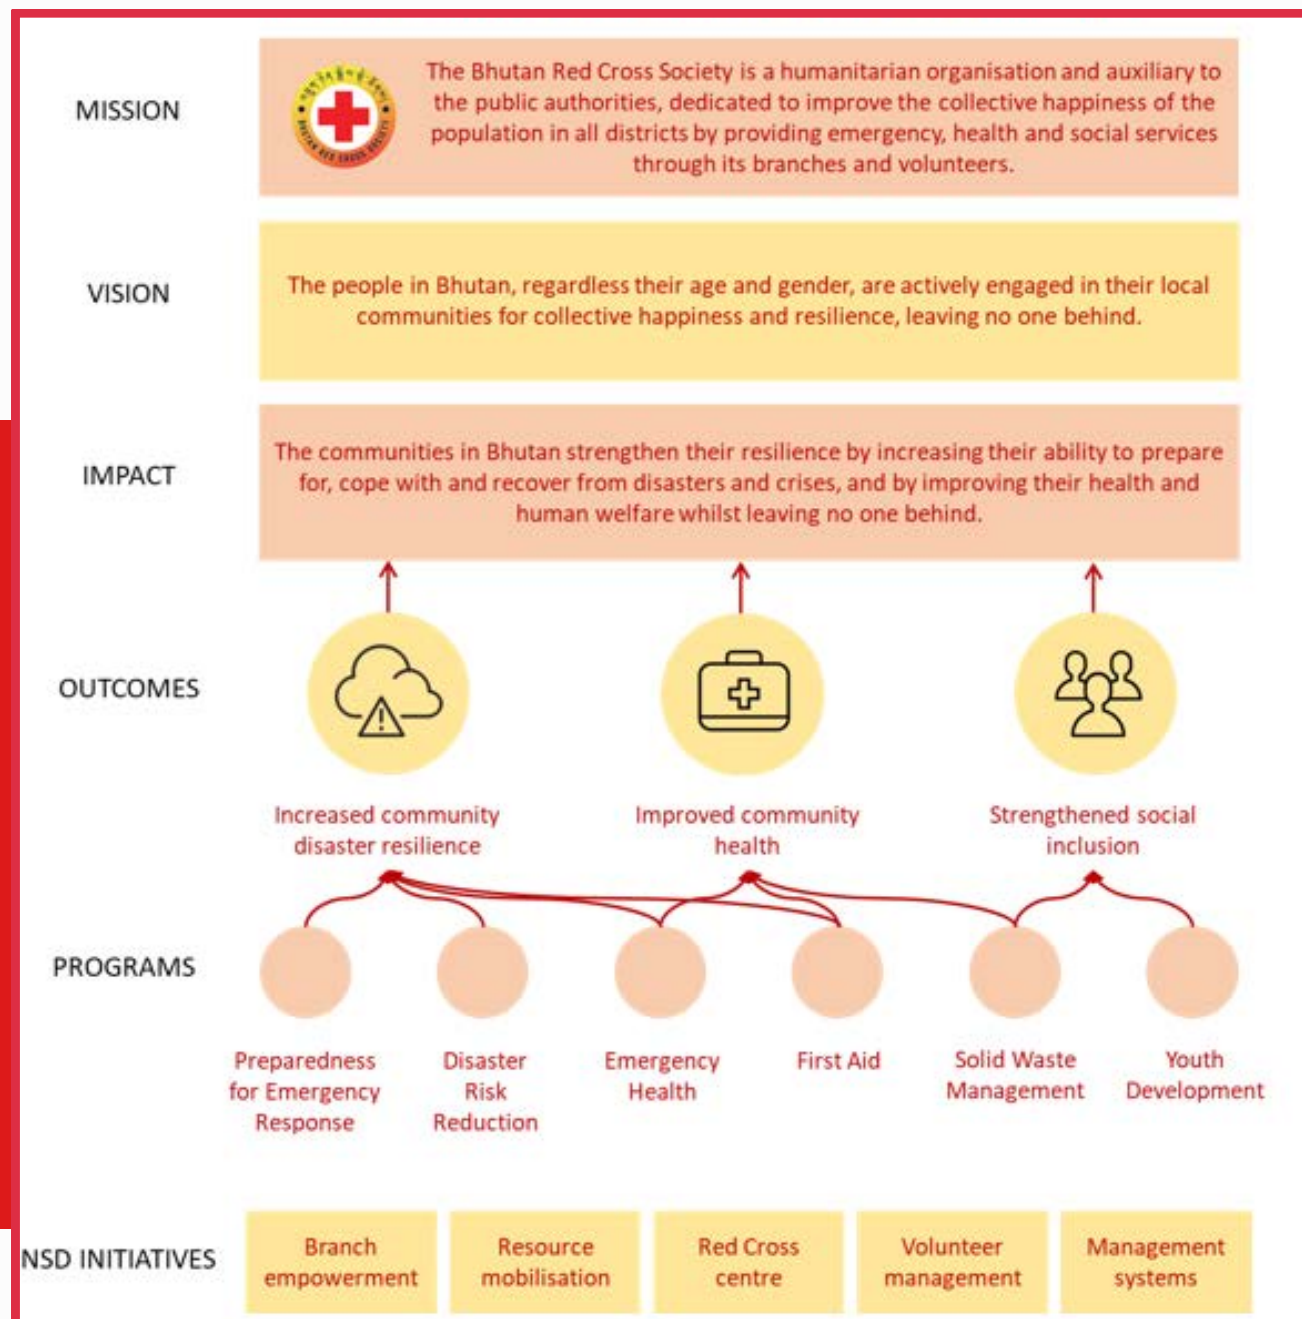 MISSION
The Bhutan Red Cross Society is a humanitarian organisation and auxiliary to
the public authorities, dedicated to improve the collective happiness of the
population in all districts by providing emergency, health and social services
through its branches and volunteers.
BHUTAN RED CROSS SOCIETY
VISION
The people in Bhutan, regardless their age and gender, are actively engaged in their local
communities for collective happiness and resilience, leaving no one behind.
IMPACT
The communities in Bhutan strengthen their resilience by increasing their ability to prepare
for, cope with and recover from disasters and crises, and by improving their health and
human welfare whilst leaving no one behind.
OUTCOMES
Increased community
disaster resilience
Improved community
health
Strengthened social
inclusion
PROGRAMS
Preparedness
for Emergency
Response
Disaster
Risk
Reduction
Emergency
Health
First Aid
Solid Waste
Management
Youth
Development
NSD INITIATIVES
Branch
empowerment
Resource
mobilisation
Red Cross
centre
Volunteer
management
Management
systems